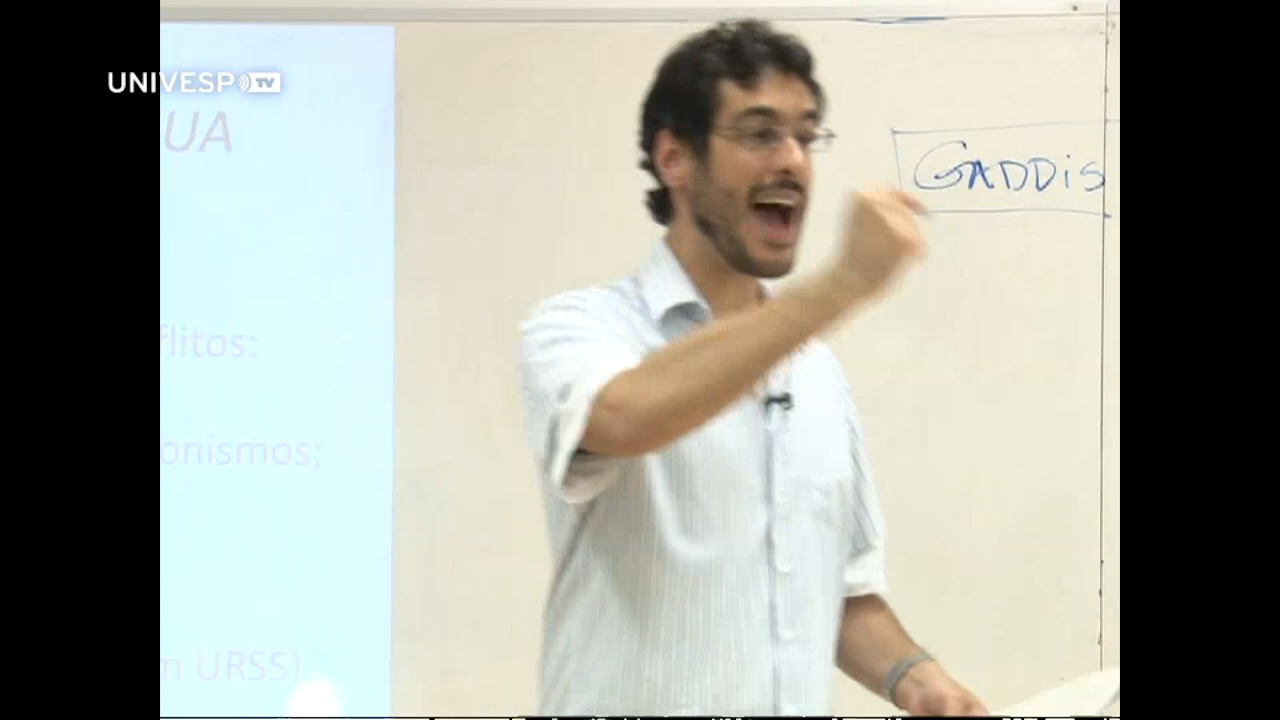 UNIVESP TV
UA
GADDIS
flitos:
onismos;
m URSS)